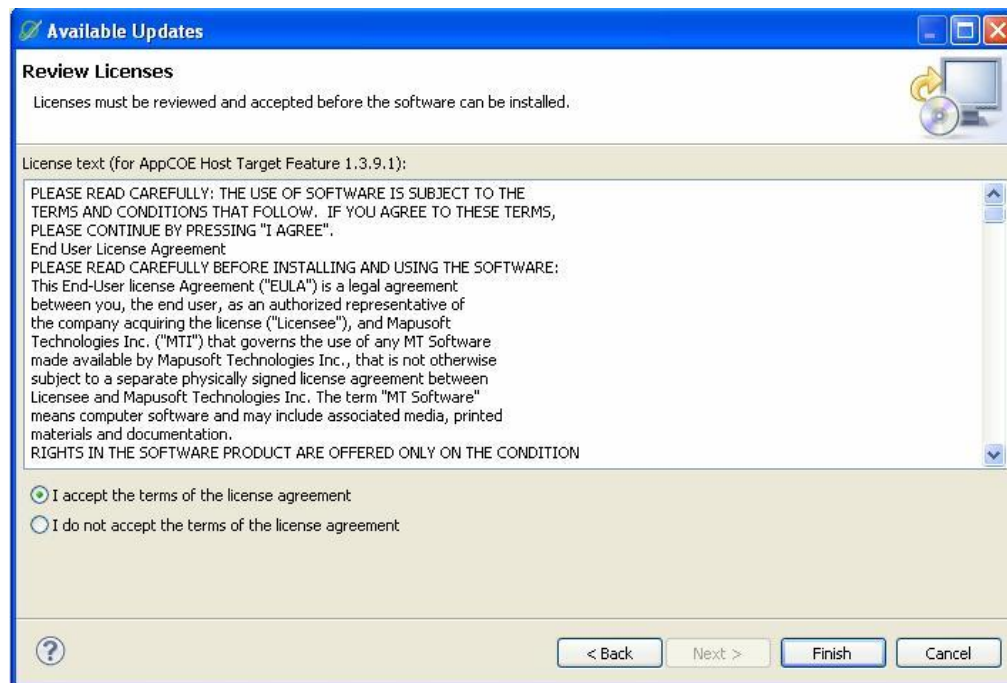 Available Updates
Review Licenses
Licenses must be reviewed and accepted before the software can be installed.
License text (for AppCOE Host Target Feature 1.3.9.1):
PLEASE READ CAREFULLY: THE USE OF SOFTWARE IS SUBJECT TO THE
TERMS AND CONDITIONS THAT FOLLOW.  IF YOU AGREE TO THESE TERMS,
PLEASE CONTINUE BY PRESSING "I AGREE".
End User License Agreement
PLEASE READ CAREFULLY BEFORE INSTALLING AND USING THE SOFTWARE:
This End-User license Agreement ("EULA") is a legal agreement
between you, the end user, as an authorized representative of
the company acquiring the license ("Licensee"), and Mapusoft
Technologies Inc. ("MTI") that governs the use of any MT Software
made available by Mapusoft Technologies Inc., that is not otherwise
subject to a separate physically signed license agreement between
Licensee and Mapusoft Technologies Inc. The term "MT Software"
means computer software and may include associated media, printed
materials and documentation.
RIGHTS IN THE SOFTWARE PRODUCT ARE OFFERED ONLY ON THE CONDITION
I accept the terms of the license agreement
I do not accept the terms of the license agreement
? < Back Next > Finish Cancel